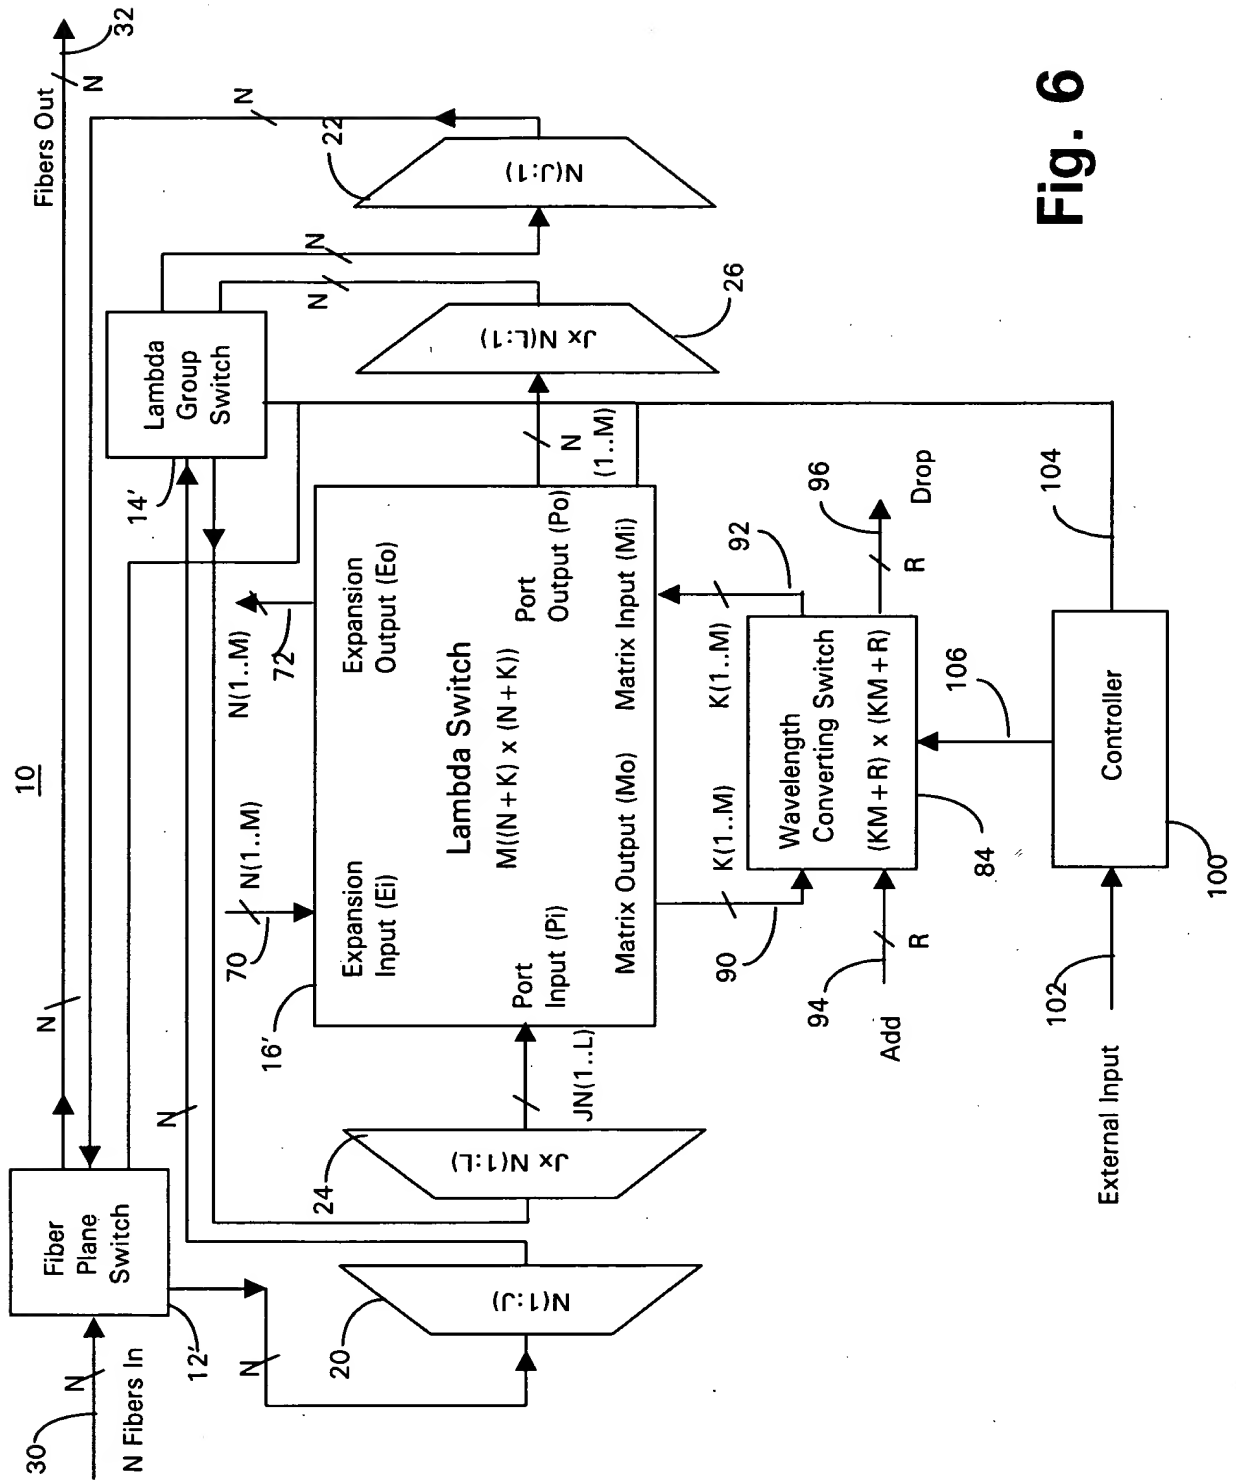 10
30
N
N Fibers In
Fiber
Plane
Switch
12'
N
N
N
Fibers Out
N
32
20
N(1:J)
24
Jx N(1:L)
JN(1..L)
14'
Lambda
Group
Switch
N
N
N
22
N(J:1)
26
Jx N(L:1)
N
(1..M)
16'
70
N(1..M)
N(1..M)
72
Expansion
Input (Ei)
Expansion
Output (Eo)
Lambda Switch
M((N + K) x (N + K))
Port
Input (Pi)
Port
Output (Po)
Matrix Output (Mo)
Matrix Input (Mi)
K(1..M)
K(1..M)
90
92
Wavelength
Converting Switch
(KM + R) x (KM + R)
84
94
R
Add
96
R
Drop
106
104
Controller
100
102
External Input
Fig. 6